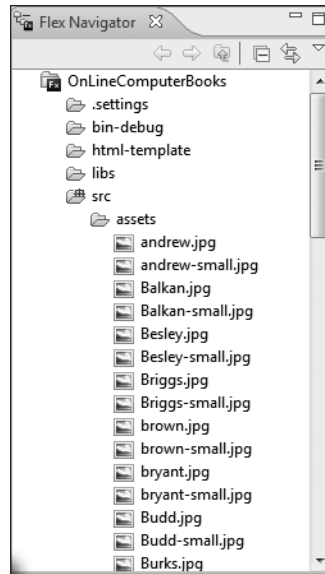 Flex Navigator
OnLineComputerBooks
.settings
bin-debug
html-template
libs
src
assets
andrew.jpg
andrew-small.jpg
Balkan.jpg
Balkan-small.jpg
Besley.jpg
Besley-small.jpg
Briggs.jpg
Briggs-small.jpg
brown.jpg
brown-small.jpg
bryant.jpg
bryant-small.jpg
Budd.jpg
Budd-small.jpg
Burks.jpg